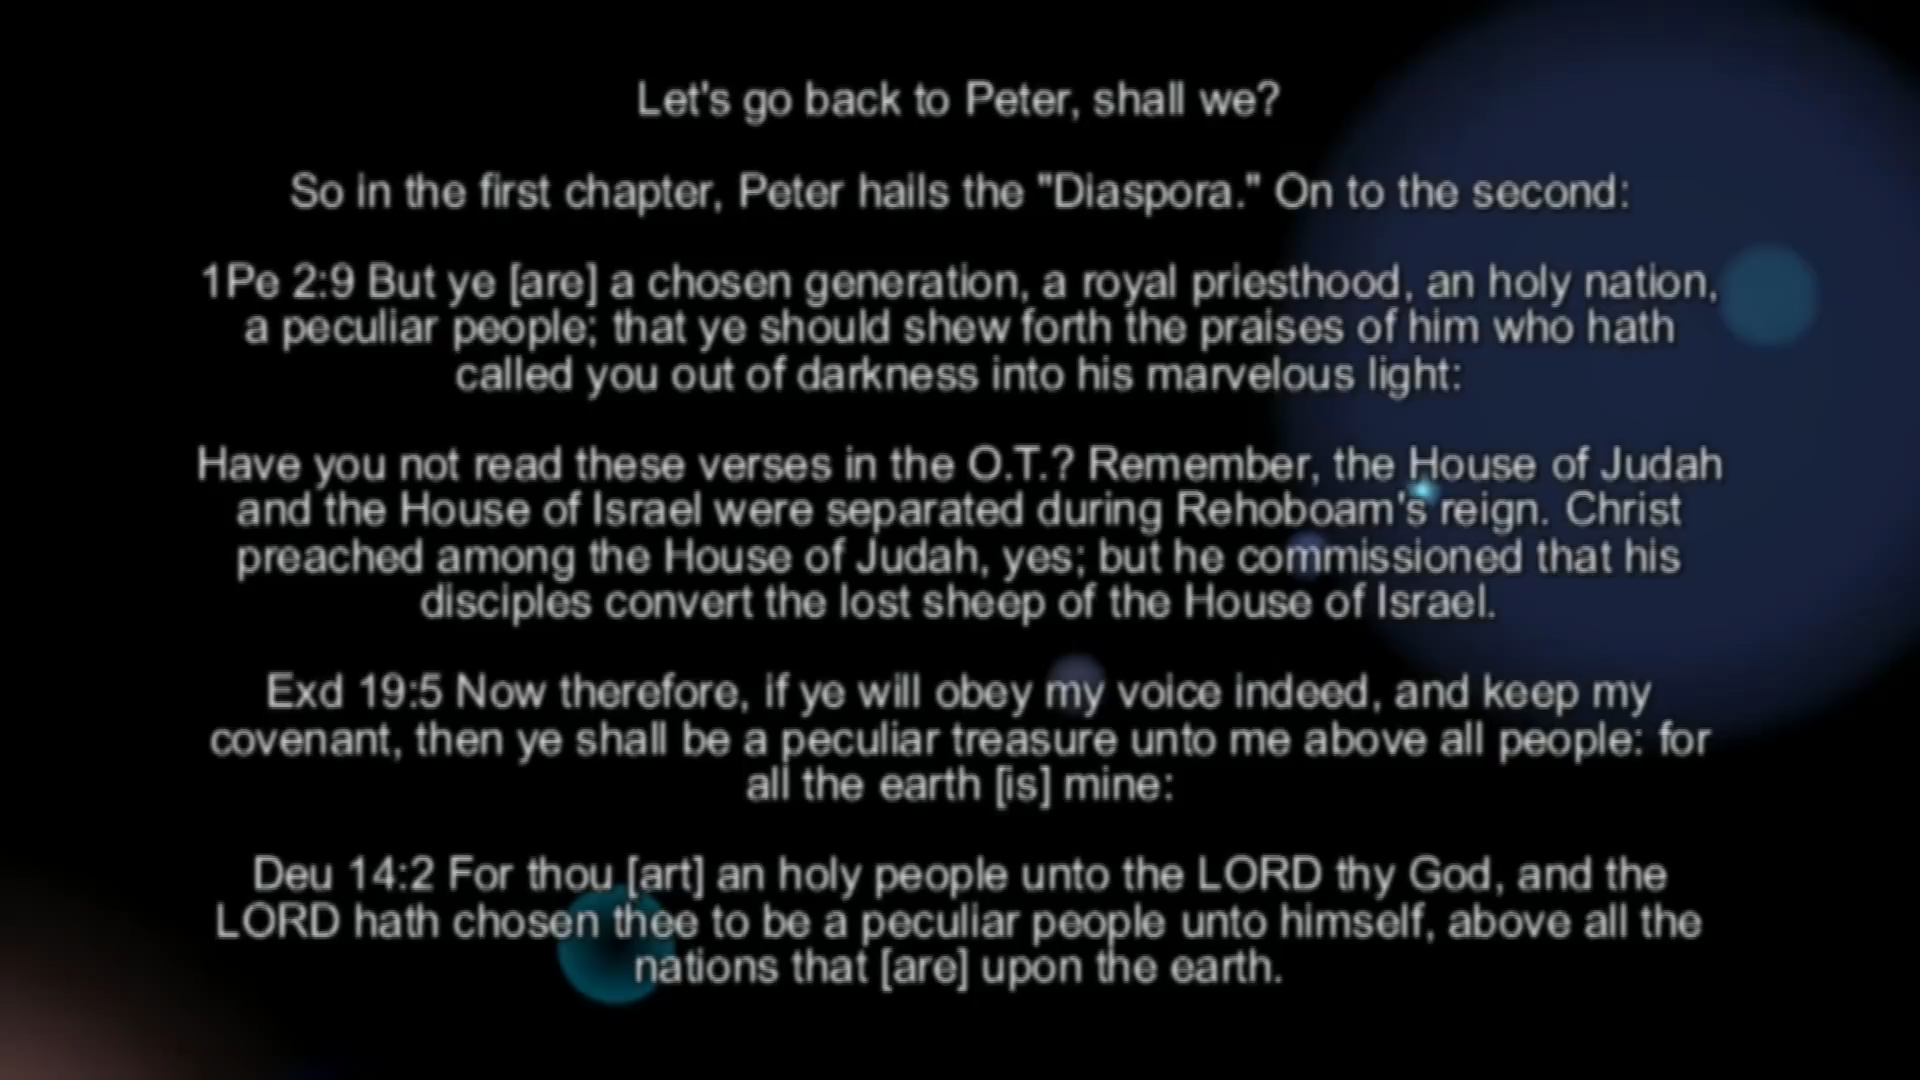 Let's go back to Peter, shall we?
So in the first chapter, Peter hails the "Diaspora." On to the second:
1Pe 2:9 But ye [are] a chosen generation, a royal priesthood, an holy nation,
a peculiar people; that ye should shew forth the praises of him who hath
called you out of darkness into his marvelous light:
Have you not read these verses in the O.T.? Remember, the House of Judah
and the House of Israel were separated during Rehoboam's reign. Christ
preached among the House of Judah, yes; but he commissioned that his
disciples convert the lost sheep of the House of Israel.
Exd 19:5 Now therefore, if ye will obey my voice indeed, and keep my
covenant, then ye shall be a peculiar treasure unto me above all people: for
all the earth [is] mine:
Deu 14:2 For thou [art] an holy people unto the LORD thy God, and the
LORD hath chosen thee to be a peculiar people unto himself, above all the
nations that [are] upon the earth.